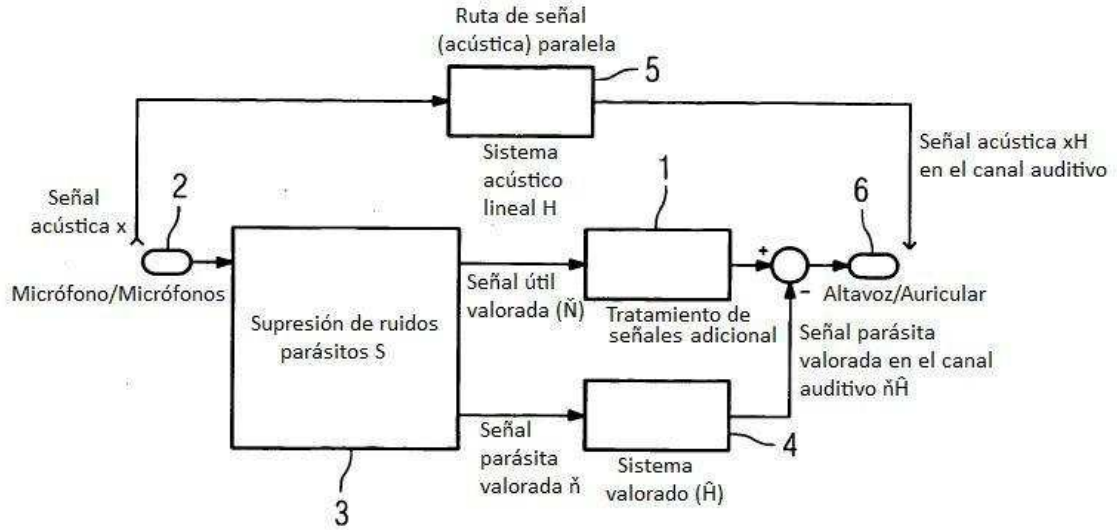 Ruta de señal
(acústica) paralela
5
Sistema
acústico
lineal H
Señal acústica xH
en el canal auditivo
Señal
acústica x
2
Micrófono/Micrófonos
Supresión de ruidos
parásitos S
3
Señal útil
valorada (Ň)
1
Tratamiento de
señales adicional
+
−
6
Altavoz/Auricular
Señal parásita
valorada en el canal
auditivo ňĤ
Señal
parásita
valorada ň
4
Sistema
valorado (Ĥ)